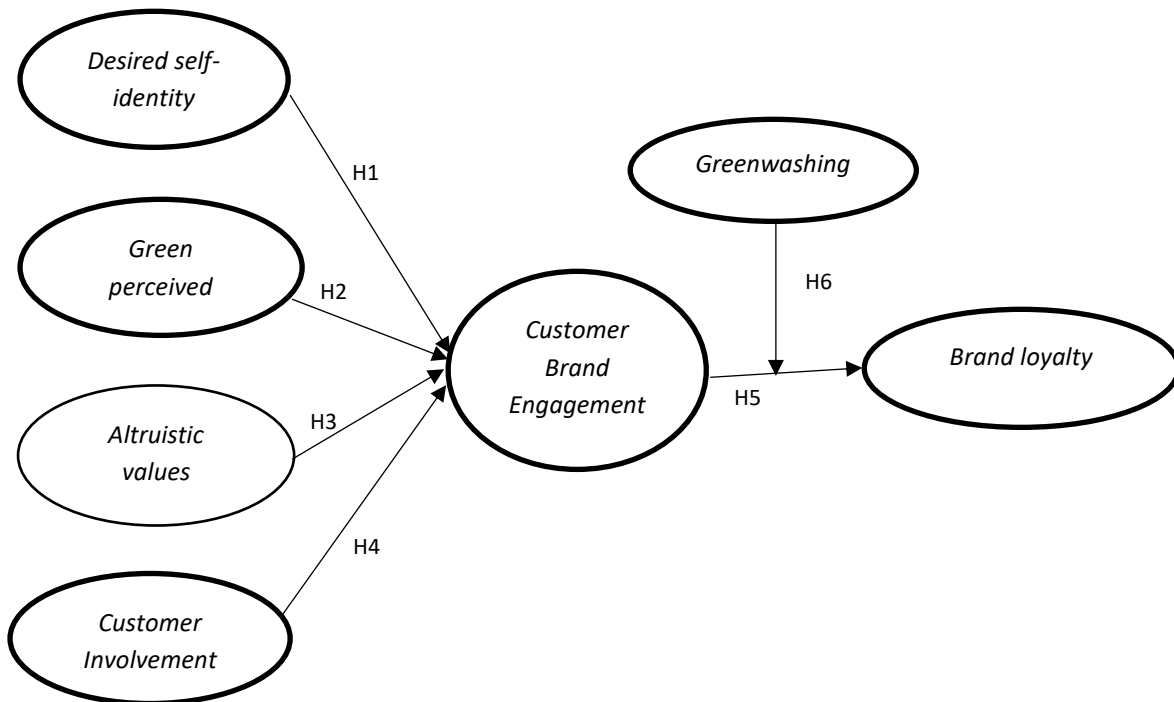 Desired self-
identity
H1
Greenwashing
Green
perceived
H2
H6
Customer
Brand
Engagement
Brand loyalty
H5
H3
Altruistic
values
H4
Customer
Involvement